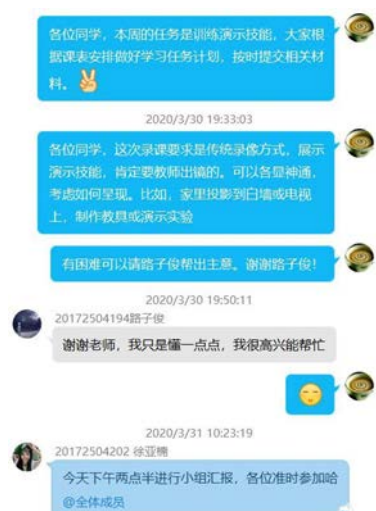 各位同学，本周的任务是训练演示技能，大家根
据课表安排做好学习任务计划，按时提交相关材
料。
2020/3/30 19:33:03
各位同学，这次录课要求是传统录像方式，展示
演示技能，肯定要教师出镜的。可以各显神通，
考虑如何呈现。比如，家里投影到白墙或电视
上，制作教具或演示实验
有困难可以请路子俊帮出主意。谢谢路子俊！
2020/3/30 19:50:11
20172504194路子俊
谢谢老师，我只是懂一点点，我很高兴能帮忙
2020/3/31 10:23:19
20172504202 徐亚楠
今天下午两点半进行小组汇报，各位准时参加哈
@全体成员